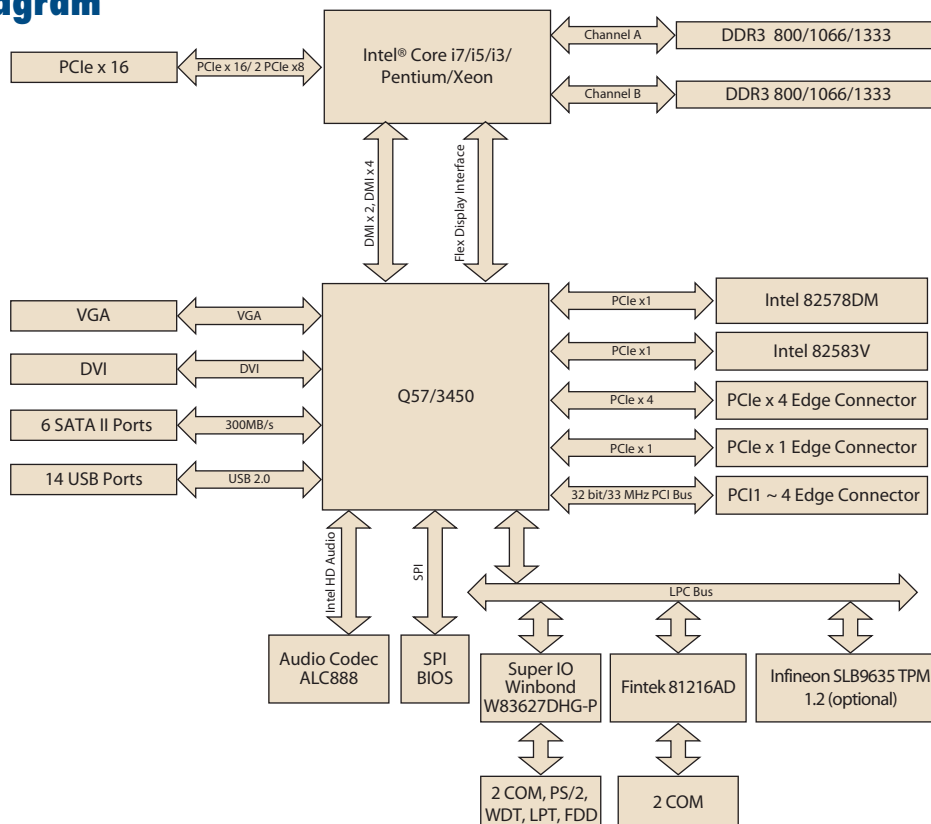 agram
Intel® Core i7/i5/i3/
Pentium/Xeon
PCIe x 16
PCIe x 16/ 2 PCIe x8
Channel A
DDR3  800/1066/1333
Channel B
DDR3 800/1066/1333
DMI x 2, DMI x 4
Flex Display Interface
Q57/3450
VGA
VGA
DVI
DVI
6 SATA II Ports
300MB/s
14 USB Ports
USB 2.0
PCIe x1
Intel 82578DM
PCIe x1
Intel 82583V
PCIe x 4
PCIe x 4 Edge Connector
PCIe x 1
PCIe x 1 Edge Connector
32 bit/33 MHz PCI Bus
PCI1 ~ 4 Edge Connector
Intel HD Audio
SPI
LPC Bus
Audio Codec
ALC888
SPI
BIOS
Super IO
Winbond
W83627DHG-P
Fintek 81216AD
Infineon SLB9635 TPM
1.2 (optional)
2 COM, PS/2,
WDT, LPT, FDD
2 COM